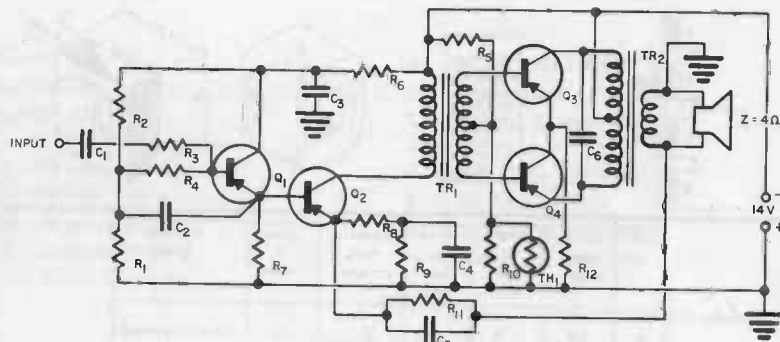 R5
TR2
R6
Q3
R2
C3
Z=4Ω
INPUT
C1
R3
C6
R4
Q1
TR1
Q2
Q4
−
14V
+
C2
R8
R1
R7
R9
C4
R10
TH1
R12
R11